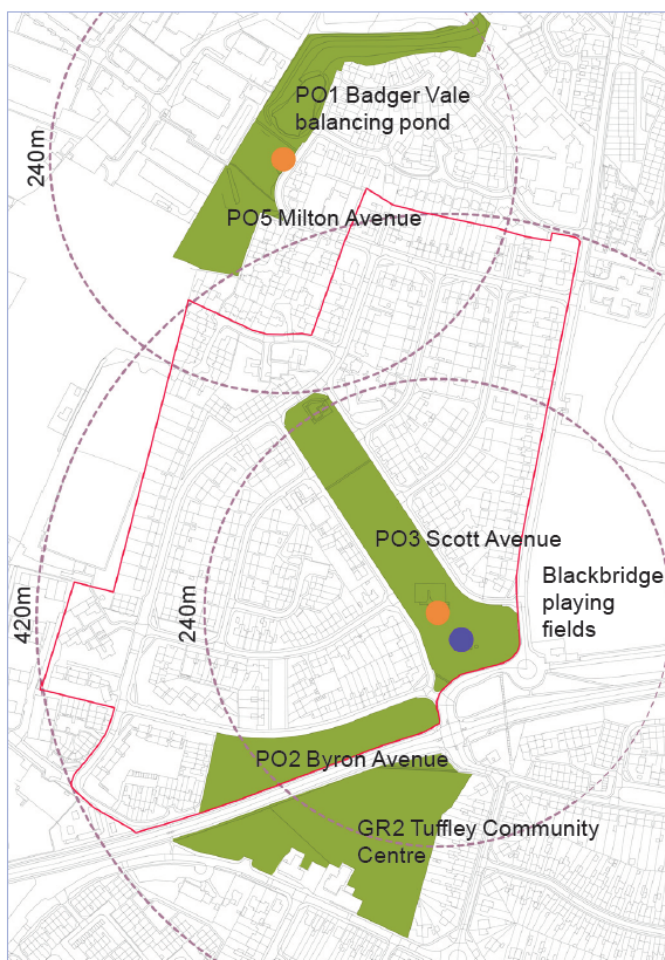 PO1 Badger Vale
balancing pond
240m
PO5 Milton Avenue
PO3 Scott Avenue
Blackbridge
playing
fields
420m
240m
PO2 Byron Avenue
GR2 Tuffley Community
Centre